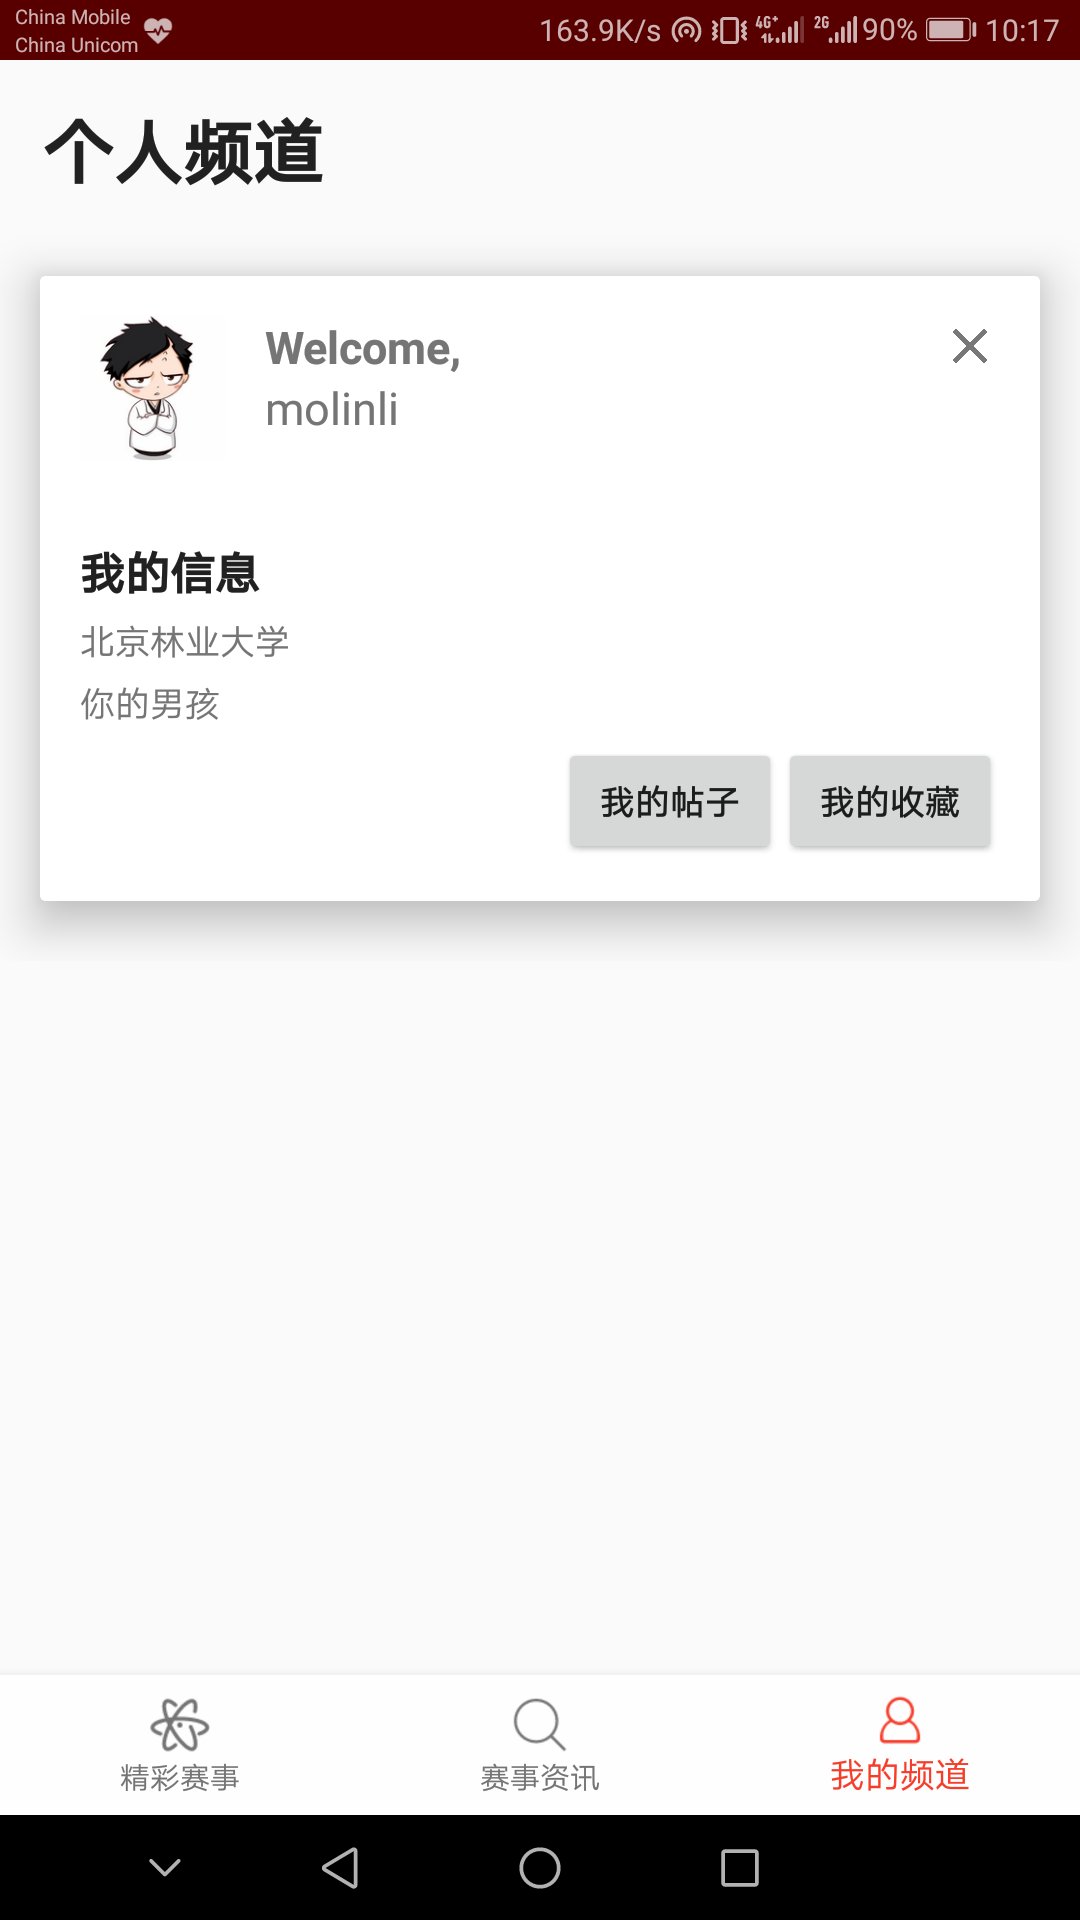 China Mobile
China Unicom
163.9K/s 4G+ 2G 90% 10:17
个人频道
Welcome,
molinli
我的信息
北京林业大学
你的男孩
我的帖子 我的收藏
精彩赛事 赛事资讯 我的频道